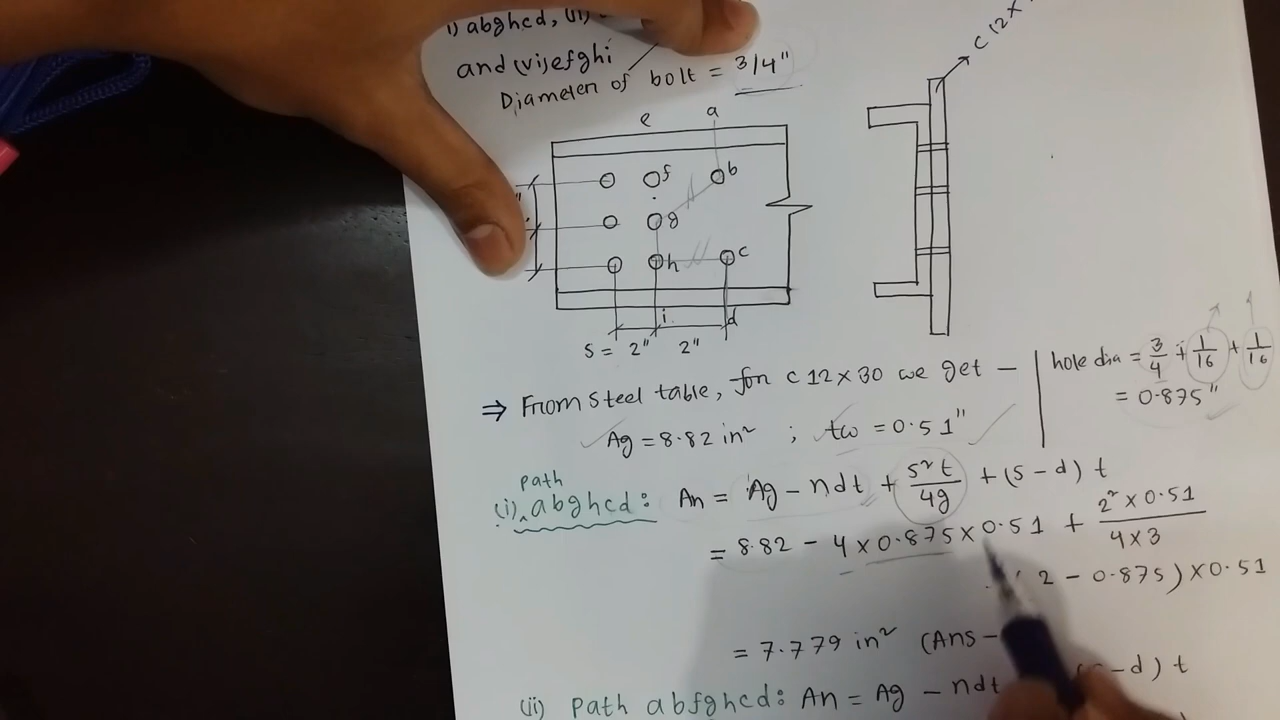 i) abghcd, (ii)
and (vi) efghi
Diameter of bolt = 3/4"
C 12 ×
e a
f b
g
h c
i d
S = 2" 2"
⇒ From steel table, for C 12 × 30 we get —
Ag = 8.82 in² ; tw = 0.51"
hole dia = 3/4 + 1/16 + 1/16
= 0.875"
path
(i) abghcd: An = Ag − ndt + s²t/4g + (s − d) t
= 8.82 − 4 × 0.875 × 0.51 + 2² × 0.51 / 4 × 3
2 − 0.875) × 0.51
= 7.779 in² (Ans —
(ii) Path abfghcd: An = Ag − ndt − d) t